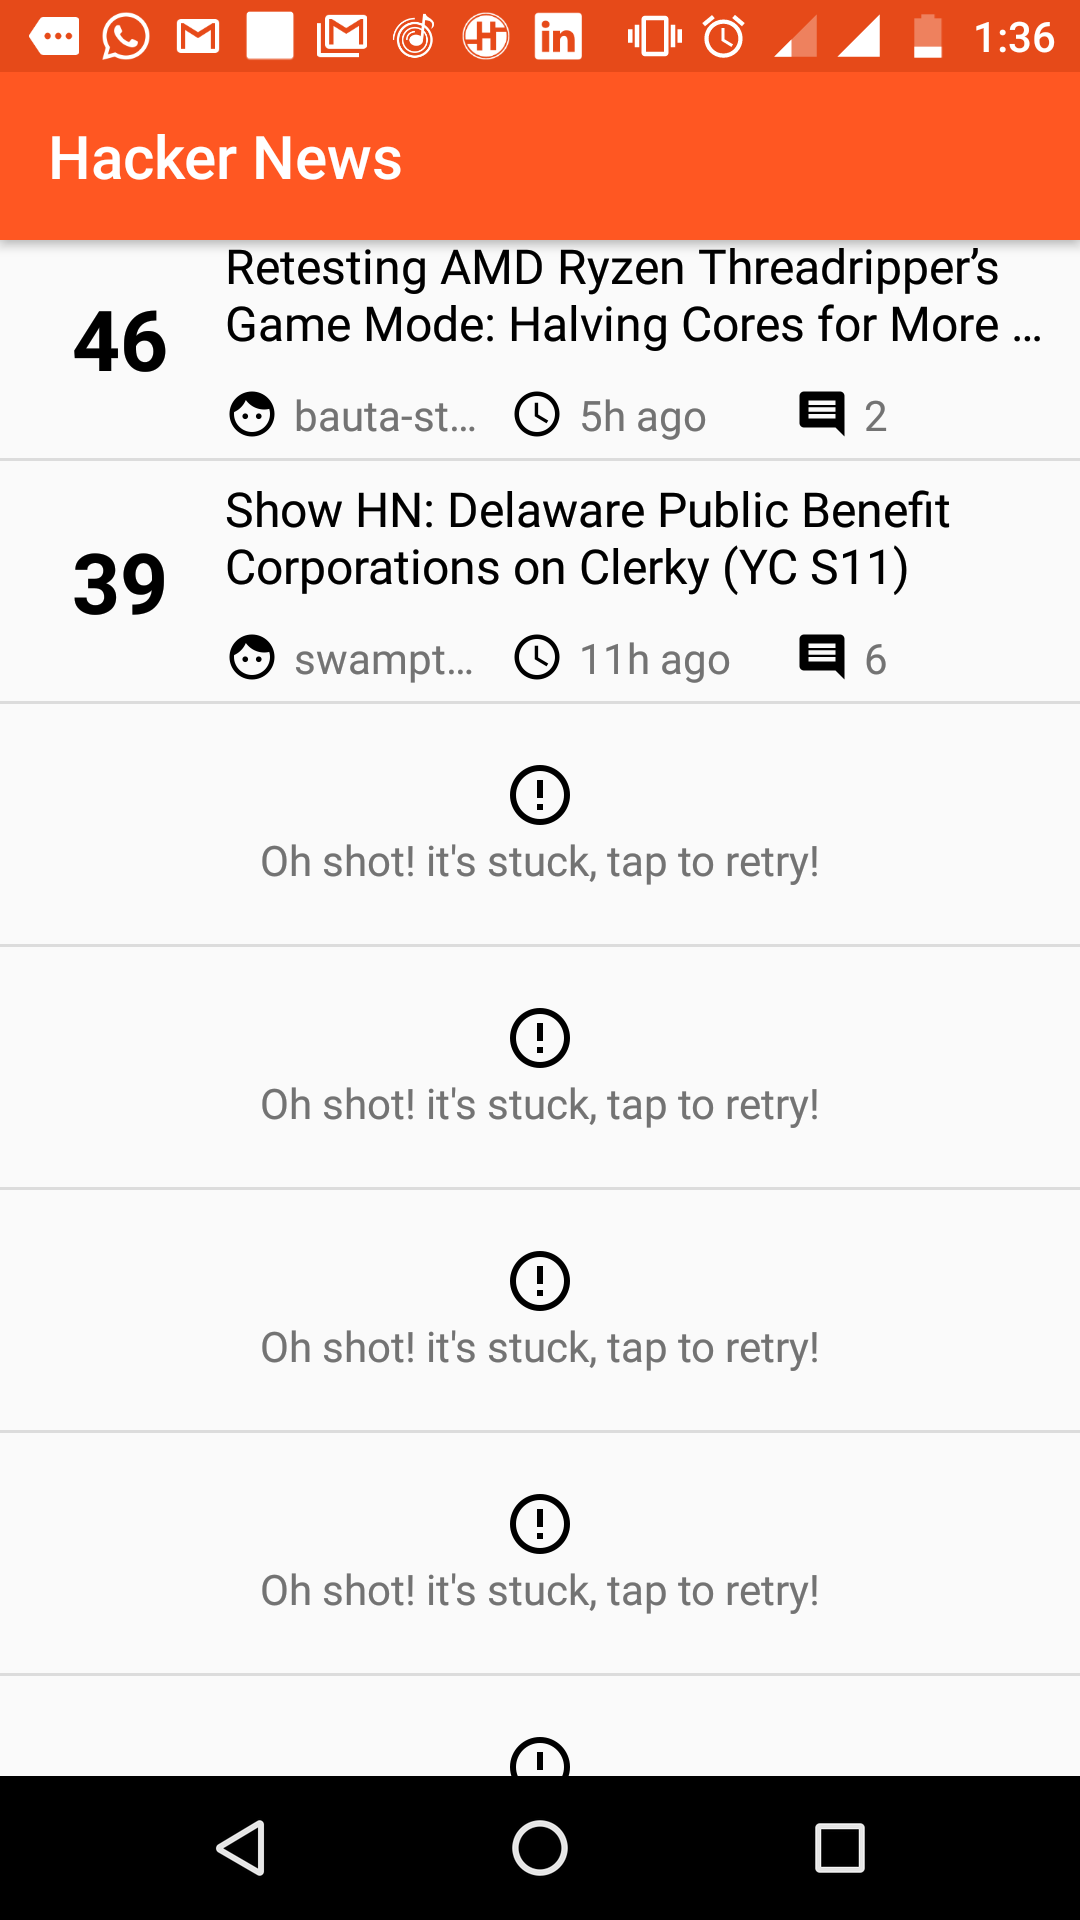 1:36
Hacker News
46
Retesting AMD Ryzen Threadripper’s
Game Mode: Halving Cores for More ...
bauta-st...
5h ago
2
39
Show HN: Delaware Public Benefit
Corporations on Clerky (YC S11)
swampt...
11h ago
6
Oh shot! it's stuck, tap to retry!
Oh shot! it's stuck, tap to retry!
Oh shot! it's stuck, tap to retry!
Oh shot! it's stuck, tap to retry!